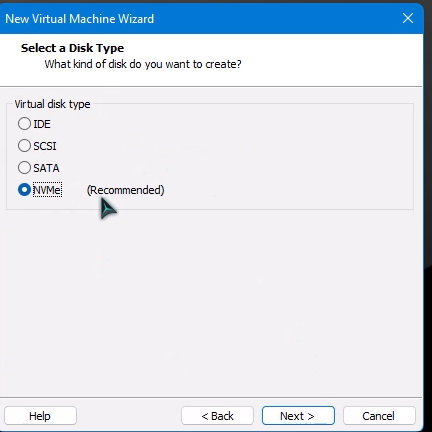 New Virtual Machine Wizard
Select a Disk Type
What kind of disk do you want to create?
Virtual disk type
IDE
SCSI
SATA
NVMe (Recommended)
Help < Back Next > Cancel